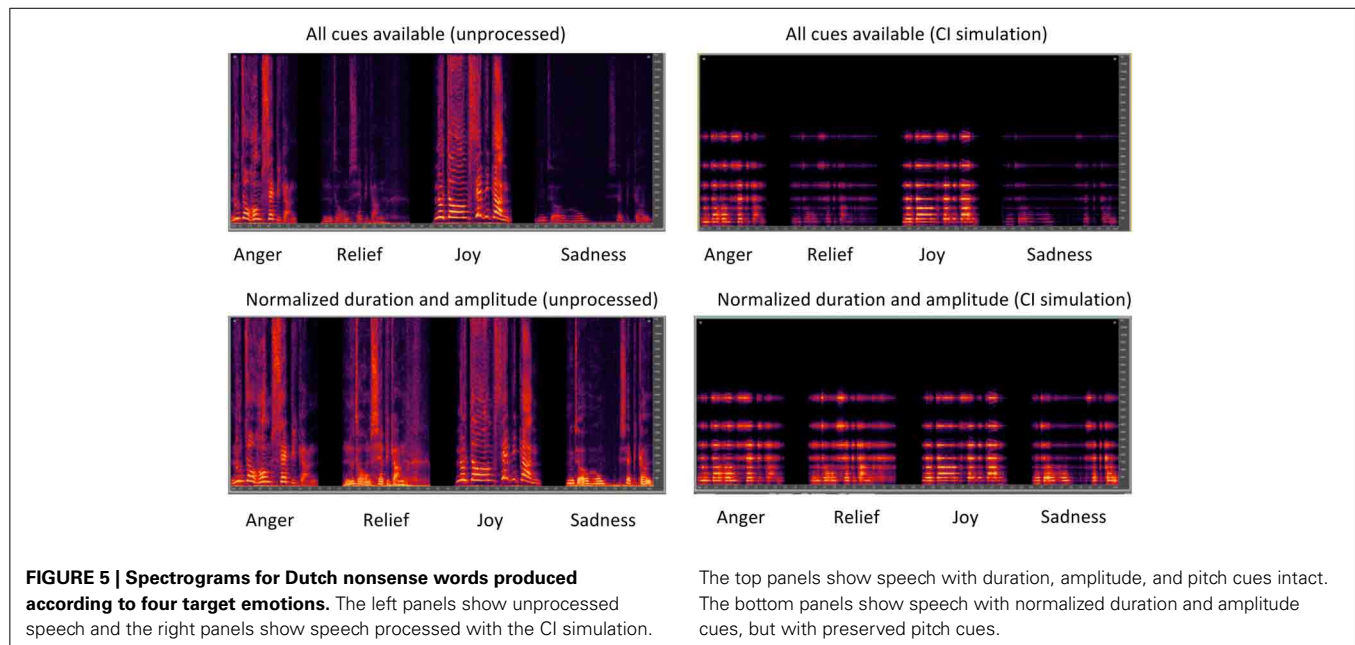 All cues available (unprocessed)
All cues available (CI simulation)
NUTOHOMSEPIKANG
NUTOHOMSEPIKANG
NUTOHOMSEPIKANG
Anger Relief Joy Sadness
Anger Relief Joy Sadness
Normalized duration and amplitude (unprocessed)
Normalized duration and amplitude (CI simulation)
Anger Relief Joy Sadness
Anger Relief Joy Sadness
FIGURE 5 | Spectrograms for Dutch nonsense words produced
according to four target emotions. The left panels show unprocessed
speech and the right panels show speech processed with the CI simulation.
The top panels show speech with duration, amplitude, and pitch cues intact.
The bottom panels show speech with normalized duration and amplitude
cues, but with preserved pitch cues.